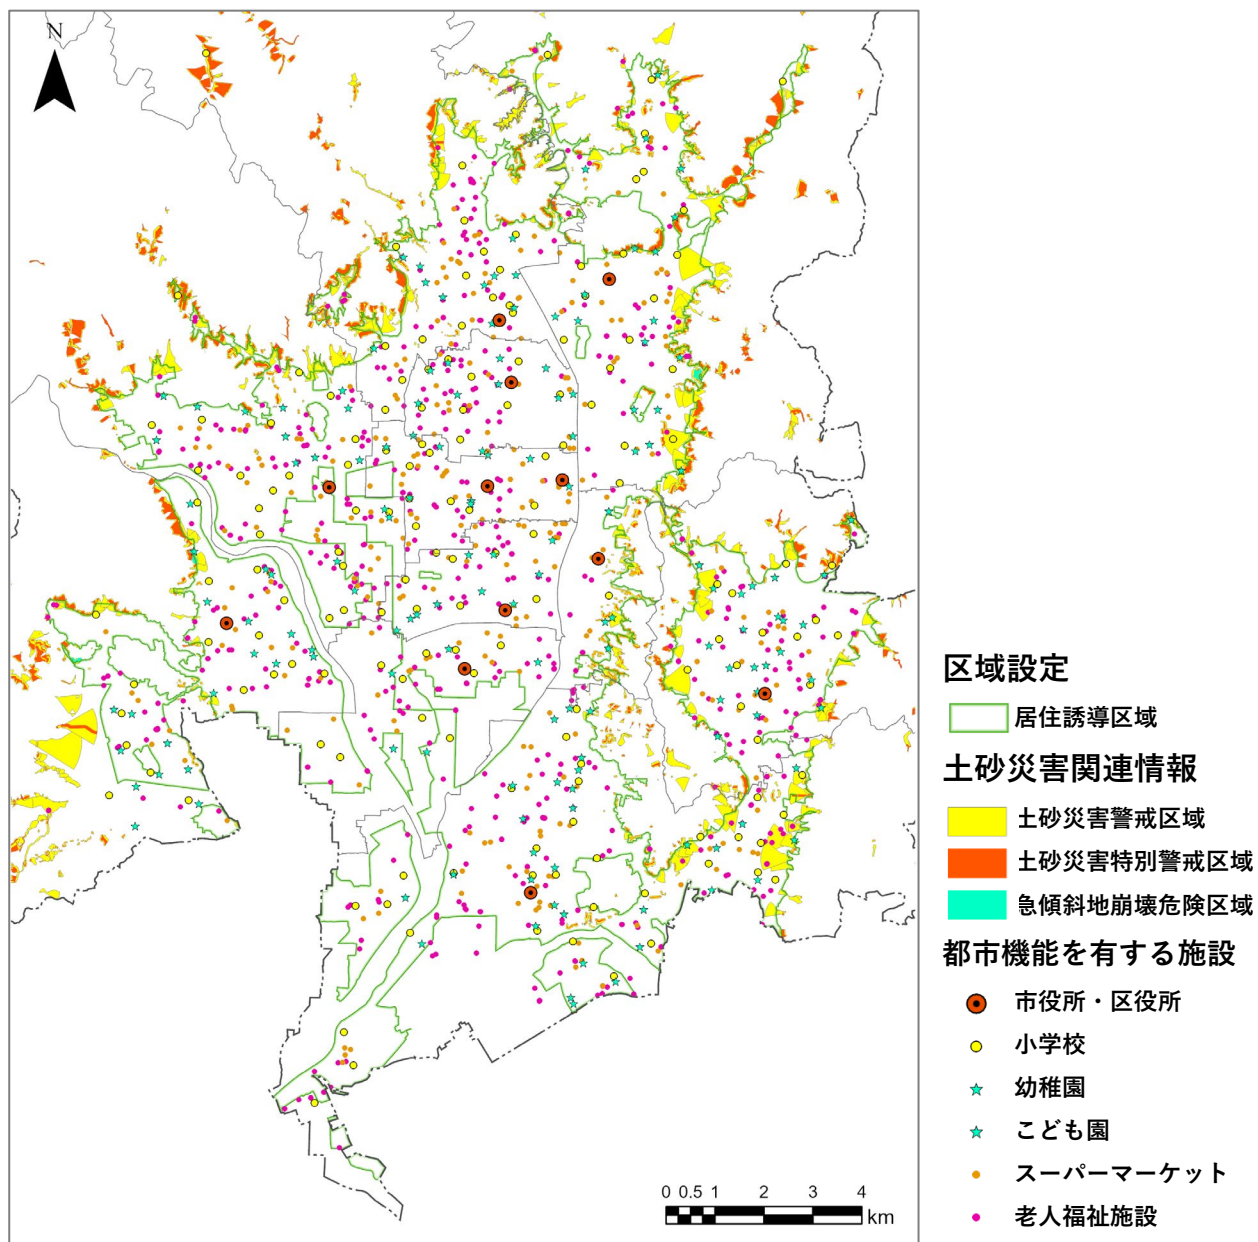 N
区域設定
居住誘導区域
土砂災害関連情報
土砂災害警戒区域
土砂災害特別警戒区域
急傾斜地崩壊危険区域
都市機能を有する施設
市役所・区役所
小学校
幼稚園
こども園
スーパーマーケット
老人福祉施設
0 0.5 1 2 3 4
km